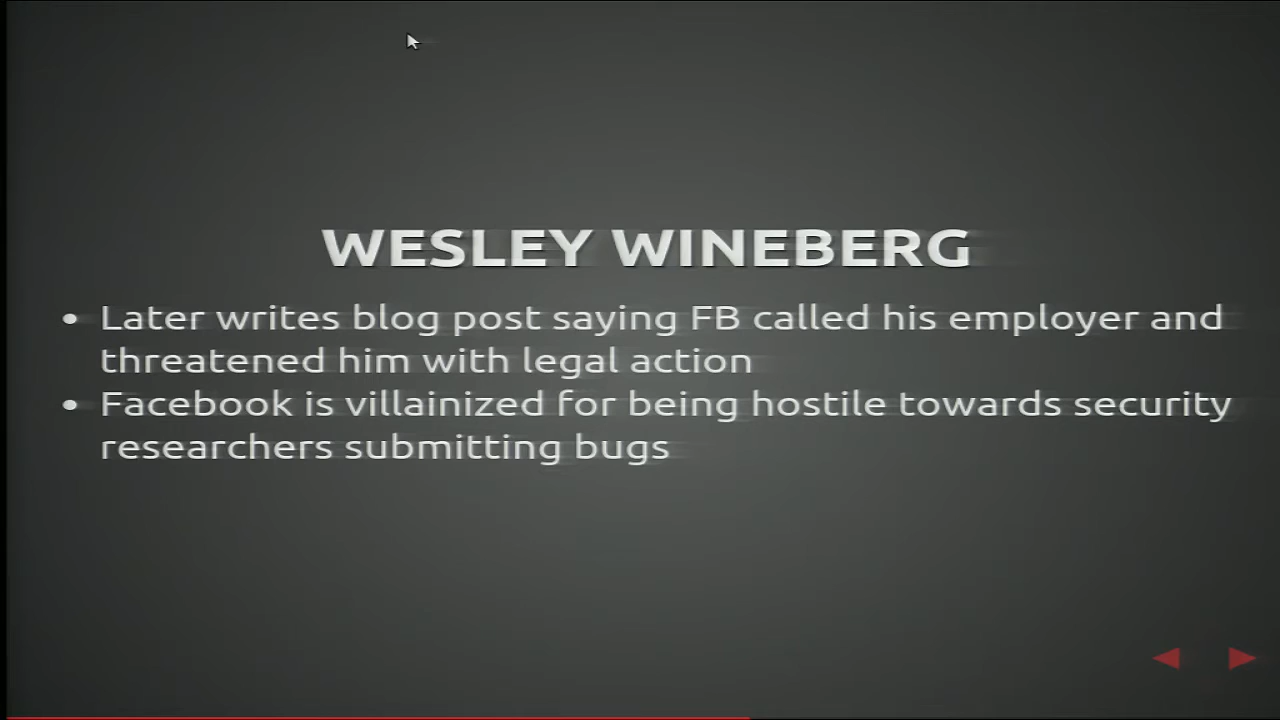 WESLEY WINEBERG
• Later writes blog post saying FB called his employer and
threatened him with legal action
• Facebook is villainized for being hostile towards security
researchers submitting bugs